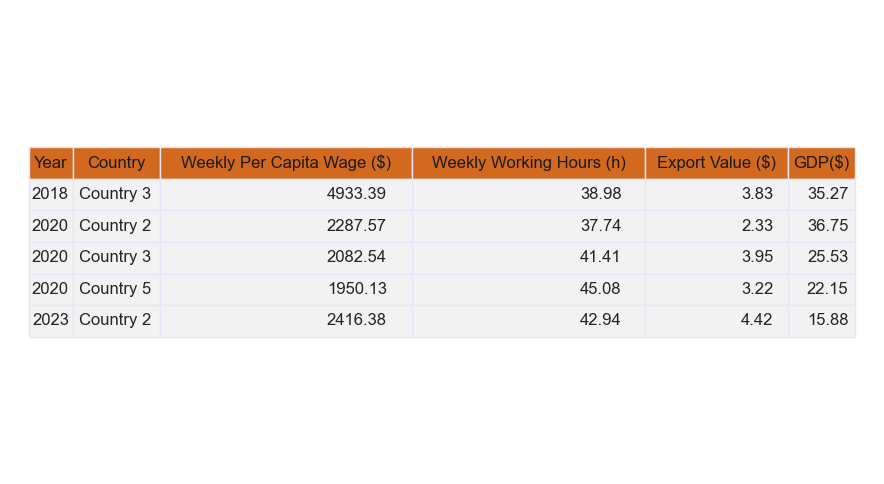 Year Country Weekly Per Capita Wage ($) Weekly Working Hours (h) Export Value ($) GDP($)
2018 Country 3 4933.39 38.98 3.83 35.27
2020 Country 2 2287.57 37.74 2.33 36.75
2020 Country 3 2082.54 41.41 3.95 25.53
2020 Country 5 1950.13 45.08 3.22 22.15
2023 Country 2 2416.38 42.94 4.42 15.88